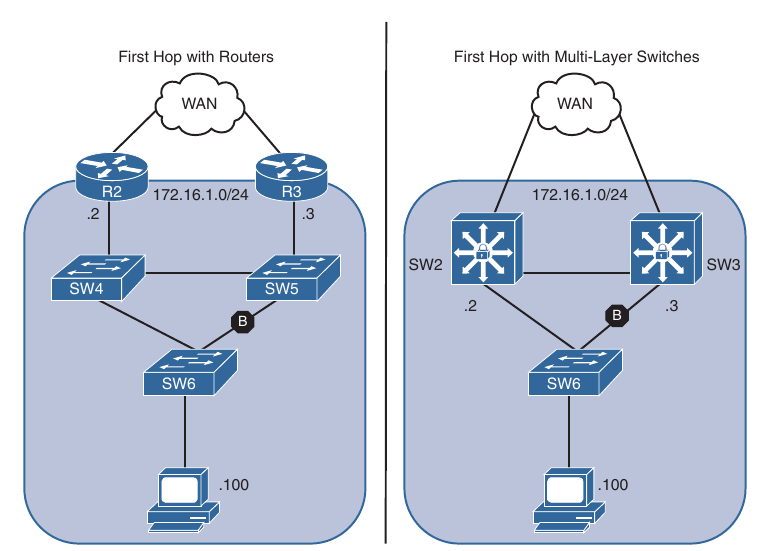 First Hop with Routers
WAN
R2
R3
172.16.1.0/24
.2
.3
SW4
SW5
B
SW6
.100
First Hop with Multi-Layer Switches
WAN
172.16.1.0/24
SW2
SW3
.2
.3
B
SW6
.100